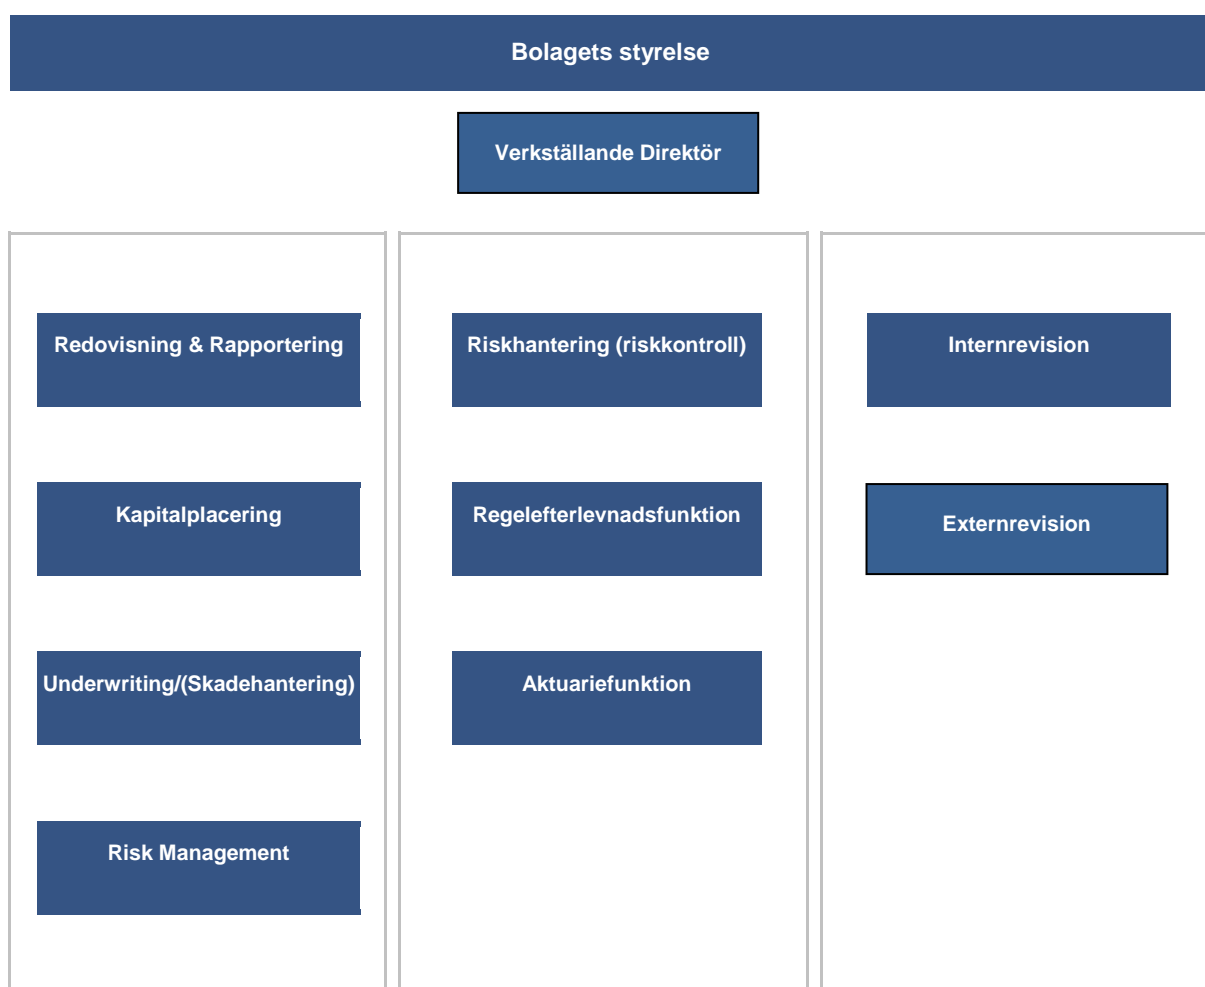 Bolagets styrelse
Verkställande Direktör
Redovisning & Rapportering
Kapitalplacering
Underwriting/(Skadehantering)
Risk Management
Riskhantering (riskkontroll)
Regelefterlevnadsfunktion
Aktuariefunktion
Internrevision
Externrevision